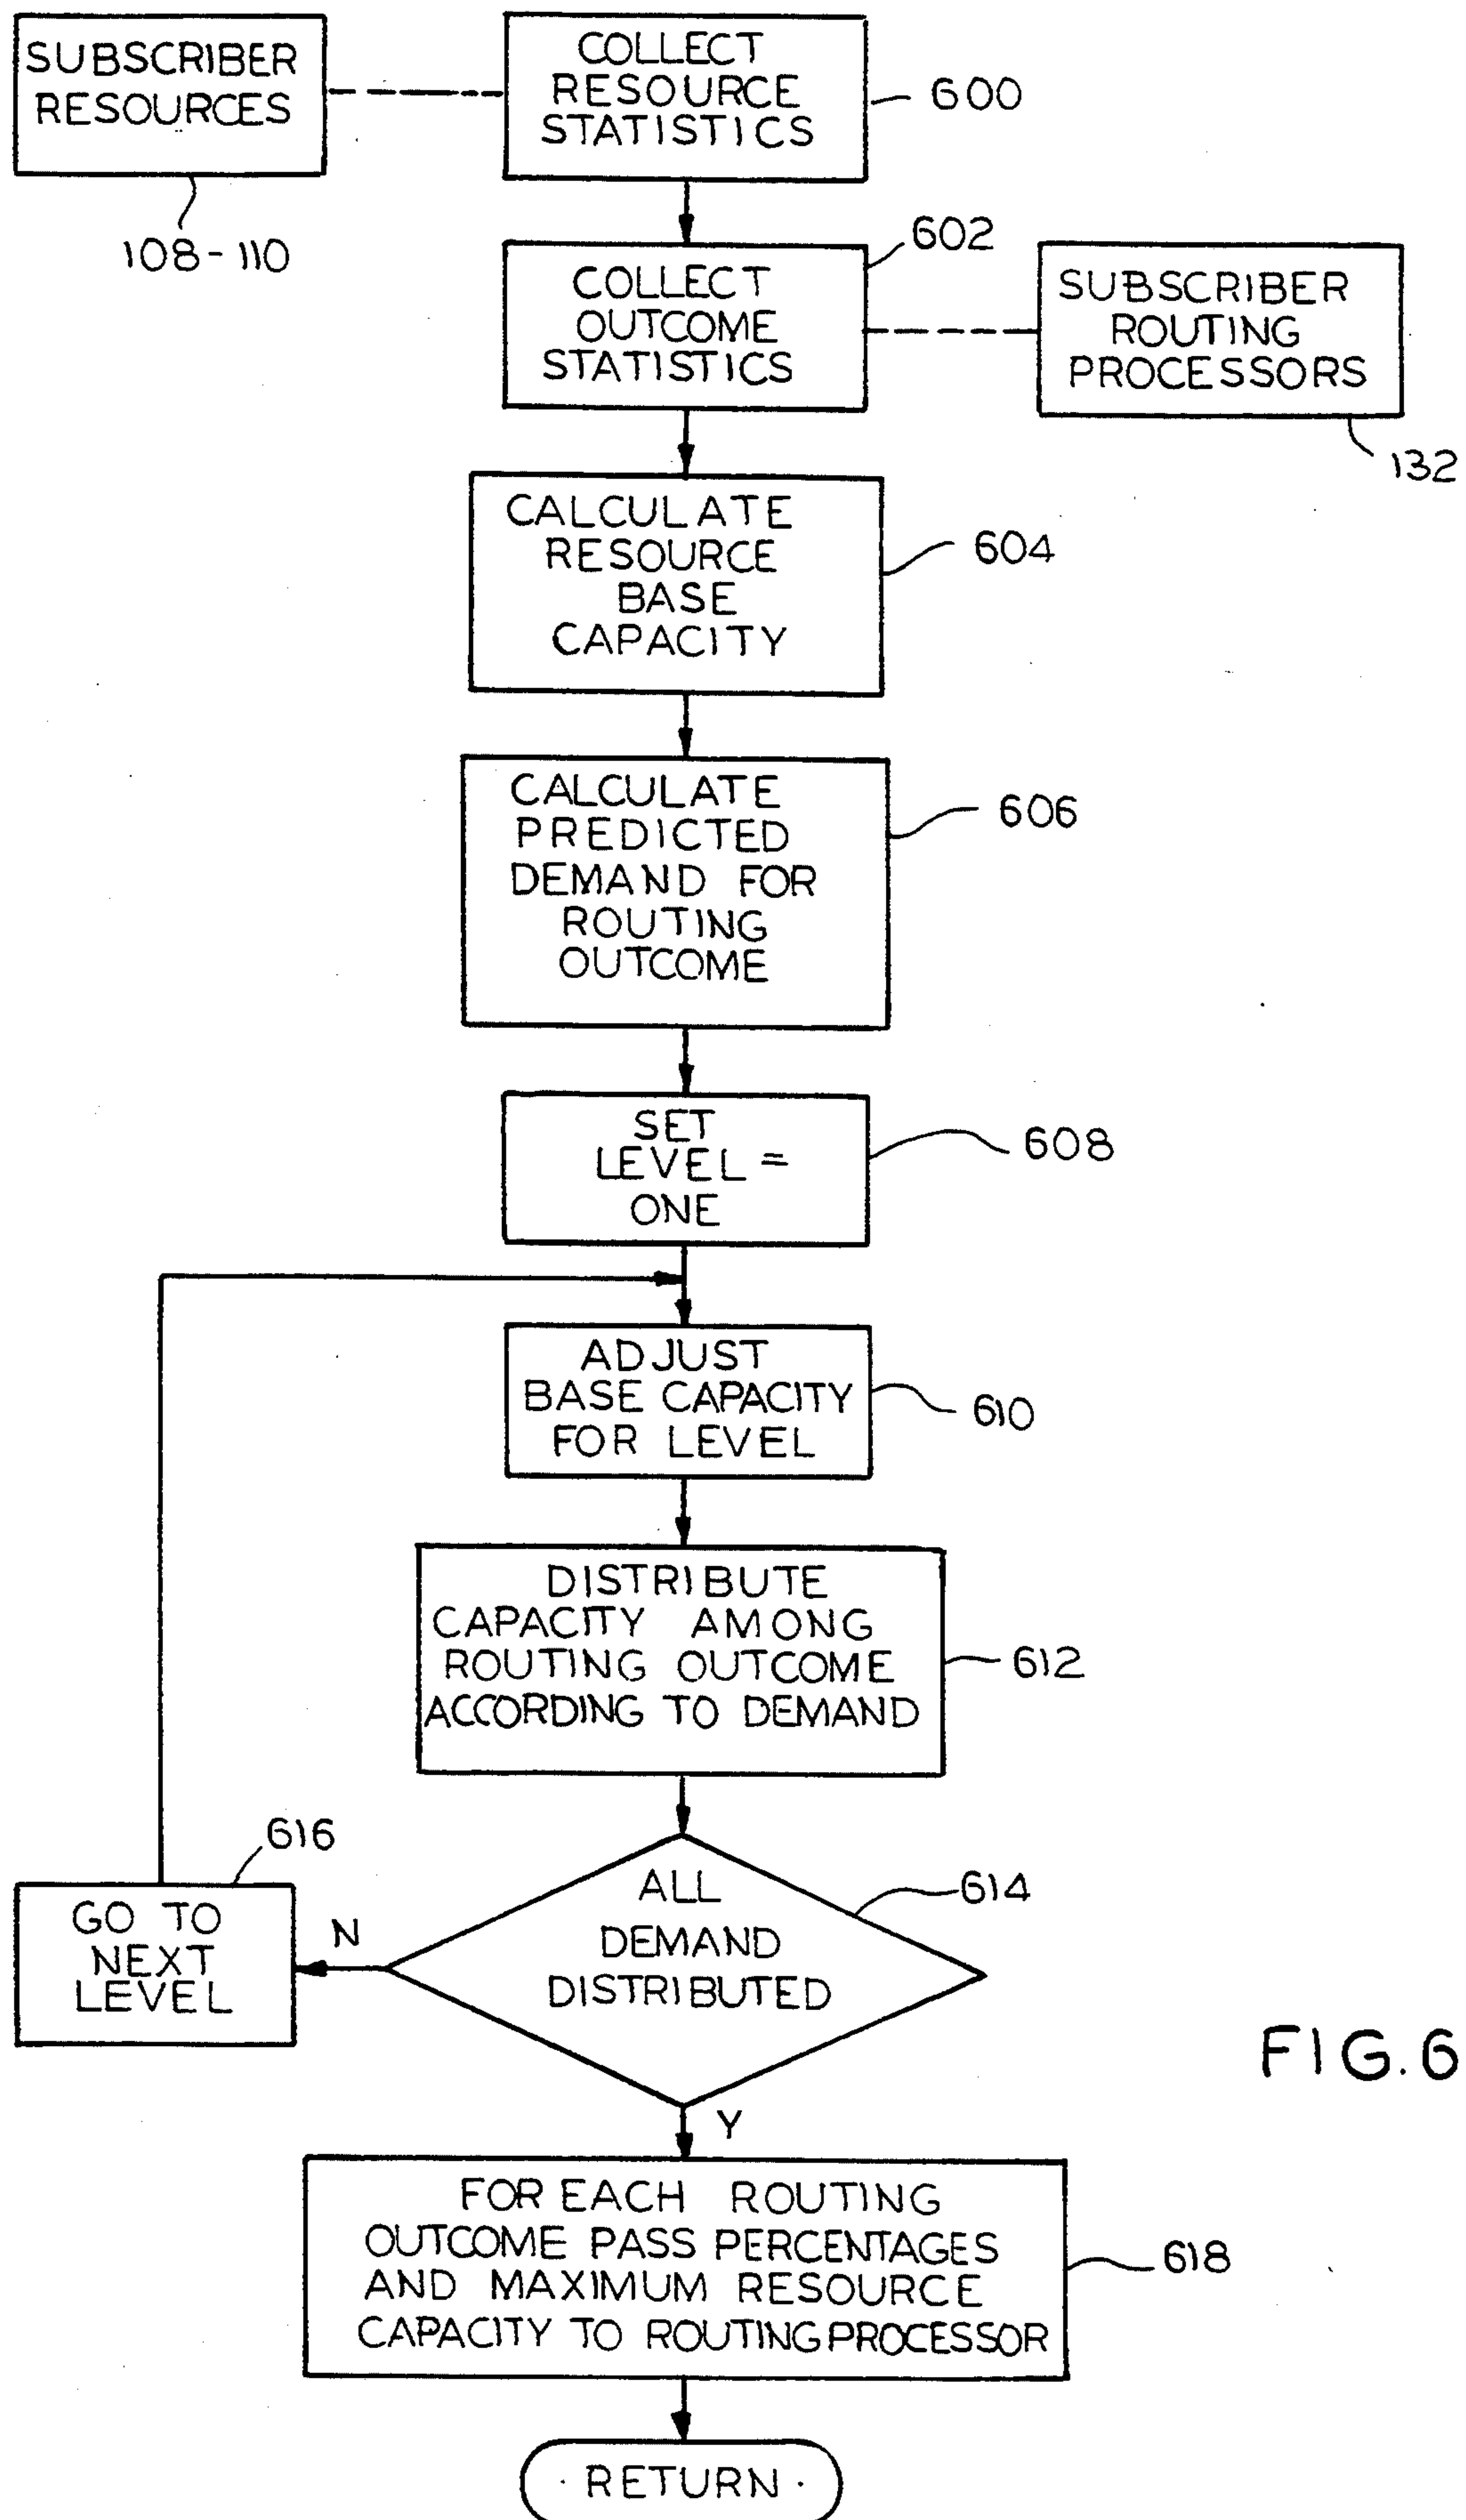 SUBSCRIBER
RESOURCES
108-110
COLLECT
RESOURCE
STATISTICS
600
COLLECT
OUTCOME
STATISTICS
602
SUBSCRIBER
ROUTING
PROCESSORS
132
CALCULATE
RESOURCE
BASE
CAPACITY
604
CALCULATE
PREDICTED
DEMAND FOR
ROUTING
OUTCOME
606
SET
LEVEL =
ONE
608
ADJUST
BASE CAPACITY
FOR LEVEL
610
DISTRIBUTE
CAPACITY AMONG
ROUTING OUTCOME
ACCORDING TO DEMAND
612
ALL
DEMAND
DISTRIBUTED
614
N
GO TO
NEXT
LEVEL
616
Y
FIG. 6
FOR EACH ROUTING
OUTCOME PASS PERCENTAGES
AND MAXIMUM RESOURCE
CAPACITY TO ROUTING PROCESSOR
618
RETURN